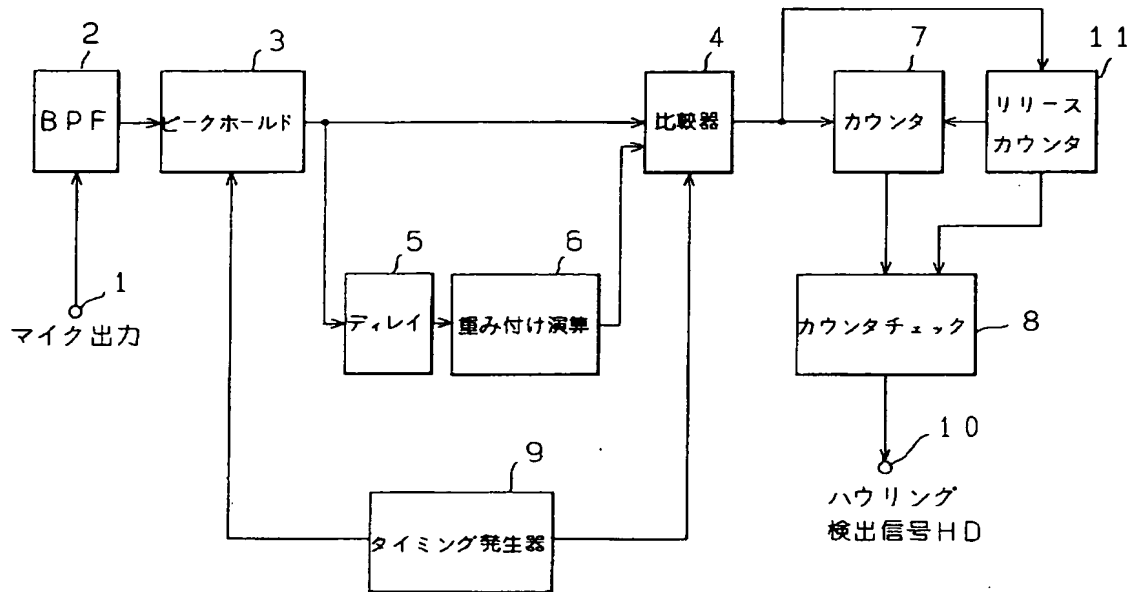 2
BPF
3
ピークホールド
4
比較器
7
カウンタ
11
リリース
カウンタ
1
マイク出力
5
ディレイ
6
重み付け演算
カウンタチェック
8
9
タイミング発生器
10
ハウリング
検出信号HD